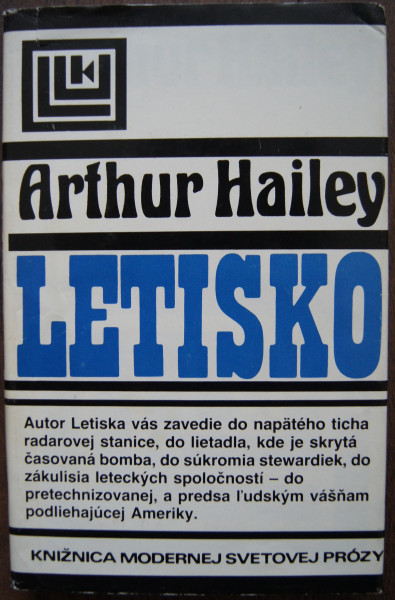 Arthur Hailey
LETISKO
Autor Letiska vás zavedie do napätého ticha
radarovej stanice, do lietadla, kde je skrytá
časovaná bomba, do súkromia stewardiek, do
zákulisia leteckých spoločností – do
pretechnizovanej, a predsa ľudským vášňam
podliehajúcej Ameriky.
KNIŽNICA MODERNEJ SVETOVEJ PRÓZY